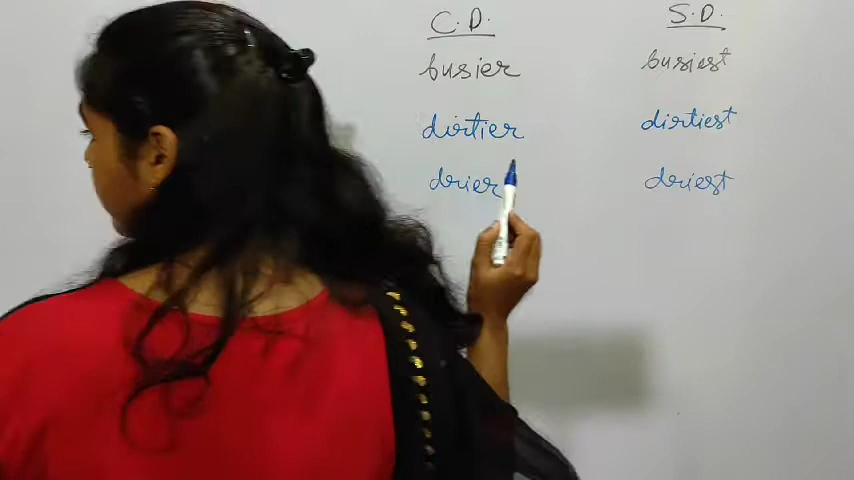 C.D. S.D.
busier busiest
dirtier dirtiest
drier driest